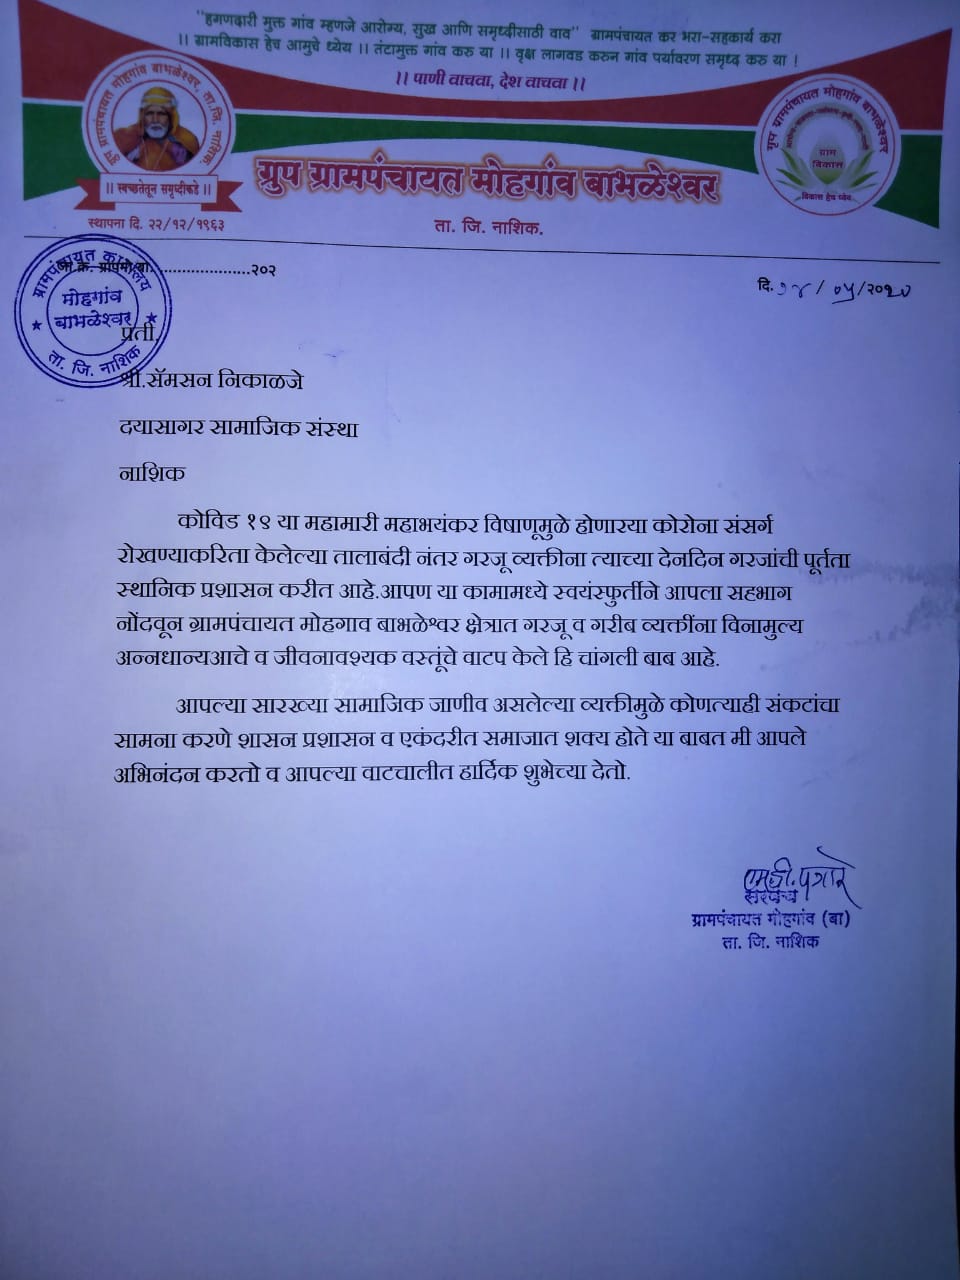 "हगणदारी मुक्त गांव म्हणजे आरोग्य, सुख आणि समृध्दीसाठी वाव" ग्रामपंचायत कर भरा-सहकार्य करा
।। ग्रामविकास हेच आमुचे ध्येय ।। तंटामुक्त गांव करु या ।। वृक्ष लागवड करुन गांव पर्यावरण समृध्द करु या !
।। पाणी वाचवा, देश वाचवा ।।
ग्रुप ग्रामपंचायत मोहगांव बाभळेश्वर, ता.जि. नाशिक.
।। स्वच्छतेतून समृध्दीकडे ।।
स्थापना दि. २२/१२/१९६३
ग्रुप ग्रामपंचायत मोहगांव बाभळेश्वर
ता. जि. नाशिक.
ग्रुप ग्रामपंचायत मोहगांव बाभळेश्वर
ग्राम
विकास
विकास हेच ध्येय
जा.क्र. ग्रापमो/बा.......................२०२
दि. १४/०५/२०२०
ग्रामपंचायत कार्यालय
मोहगांव
बाभळेश्वर
ता. जि. नाशिक
प्रती,
श्री.सॅमसन निकाळजे
दयासागर सामाजिक संस्था
नाशिक
कोविड १९ या महामारी महाभयंकर विषाणूमुळे होणारया कोरोना संसर्ग
रोखण्याकरिता केलेल्या तालाबंदी नंतर गरजू व्यक्तीना त्याच्या देनदिन गरजांची पूर्तता
स्थानिक प्रशासन करीत आहे.आपण या कामामध्ये स्वयंस्फुर्तीने आपला सहभाग
नोंदवून ग्रामपंचायत मोहगाव बाभळेश्वर क्षेत्रात गरजू व गरीब व्यक्तींना विनामुल्य
अन्नधान्यआचे व जीवनावश्यक वस्तूंचे वाटप केले हि चांगली बाब आहे.
आपल्या सारख्या सामाजिक जाणीव असलेल्या व्यक्तीमुळे कोणत्याही संकटांचा
सामना करणे शासन प्रशासन व एकंदरीत समाजात शक्य होते या बाबत मी आपले
अभिनंदन करतो व आपल्या वाटचालीत हार्दिक शुभेच्या देतो.
सरपंच
ग्रामपंचायत मोहगांव (बा)
ता. जि. नाशिक